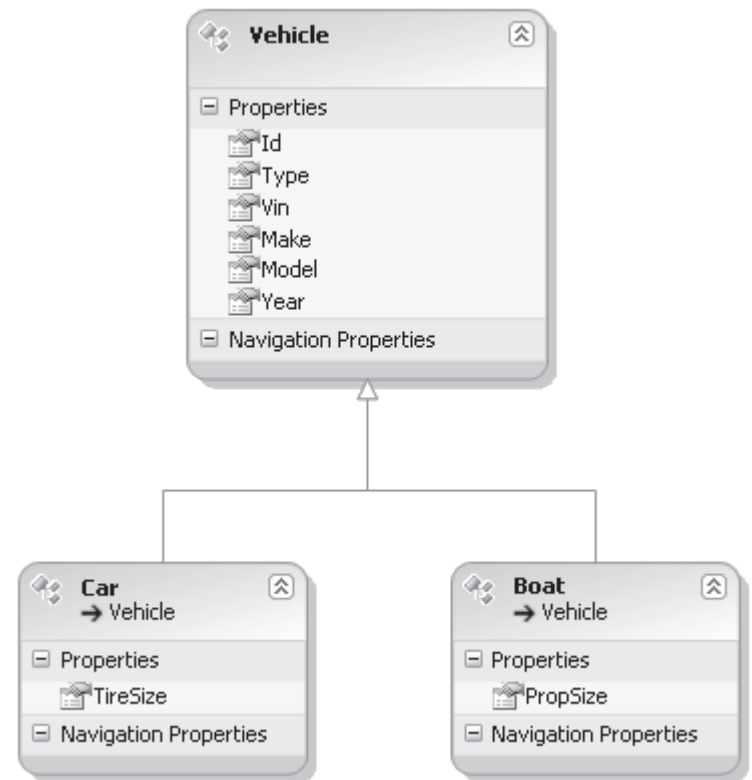 Vehicle
Properties
Id
Type
Vin
Make
Model
Year
Navigation Properties
Car
Vehicle
Properties
TireSize
Navigation Properties
Boat
Vehicle
Properties
PropSize
Navigation Properties